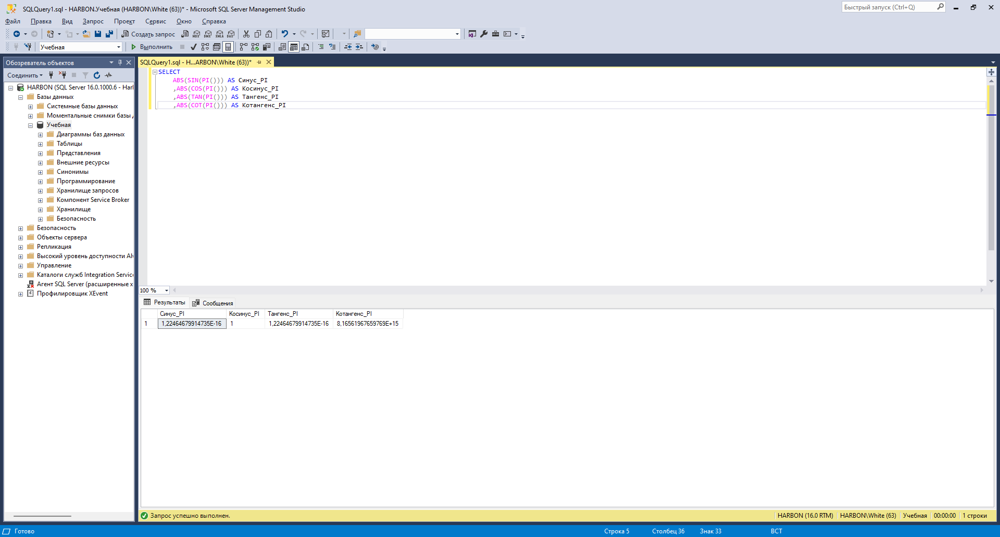 SQLQuery1.sql - HARBON.Учебная (HARBON\White (63))* - Microsoft SQL Server Management Studio
Быстрый запуск (Ctrl+Q)
Файл Правка Вид Запрос Проект Сервис Окно Справка
Создать запрос MDX DMX XMLA DAX
Учебная Выполнить
Обозреватель объектов
SQLQuery1.sql - H...ARBON\White (63))*
Соединить
HARBON (SQL Server 16.0.1000.6 - Harl
Базы данных
Системные базы данных
Моментальные снимки базы
Учебная
Диаграммы баз данных
Таблицы
Представления
Внешние ресурсы
Синонимы
Программирование
Хранилище запросов
Компонент Service Broker
Хранилище
Безопасность
Безопасность
Объекты сервера
Репликация
Высокий уровень доступности
Управление
Каталоги служб Integration Service
Агент SQL Server (расширенные х
Профилировщик XEvent
SELECT
ABS(SIN(PI())) AS Синус_PI
,ABS(COS(PI())) AS Косинус_PI
,ABS(TAN(PI())) AS Тангенс_PI
,ABS(COT(PI())) AS Котангенс_PI
100 %
Результаты Сообщения
Синус_PI Косинус_PI Тангенс_PI Котангенс_PI
1 1,22464679914735E-16 1 1,22464679914735E-16 8,16561967659769E+15
Запрос успешно выполнен.
HARBON (16.0 RTM) HARBON\White (63) Учебная 00:00:00 1 строки
Готово Строка 5 Столбец 36 Знак 33 ВСТ